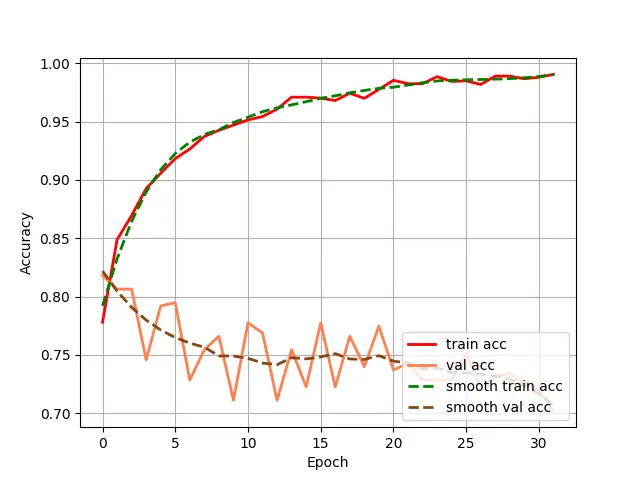 1.00
0.95
0.90
0.85
0.80
0.75
0.70
Accuracy
train acc
val acc
smooth train acc
smooth val acc
0 5 10 15 20 25 30
Epoch